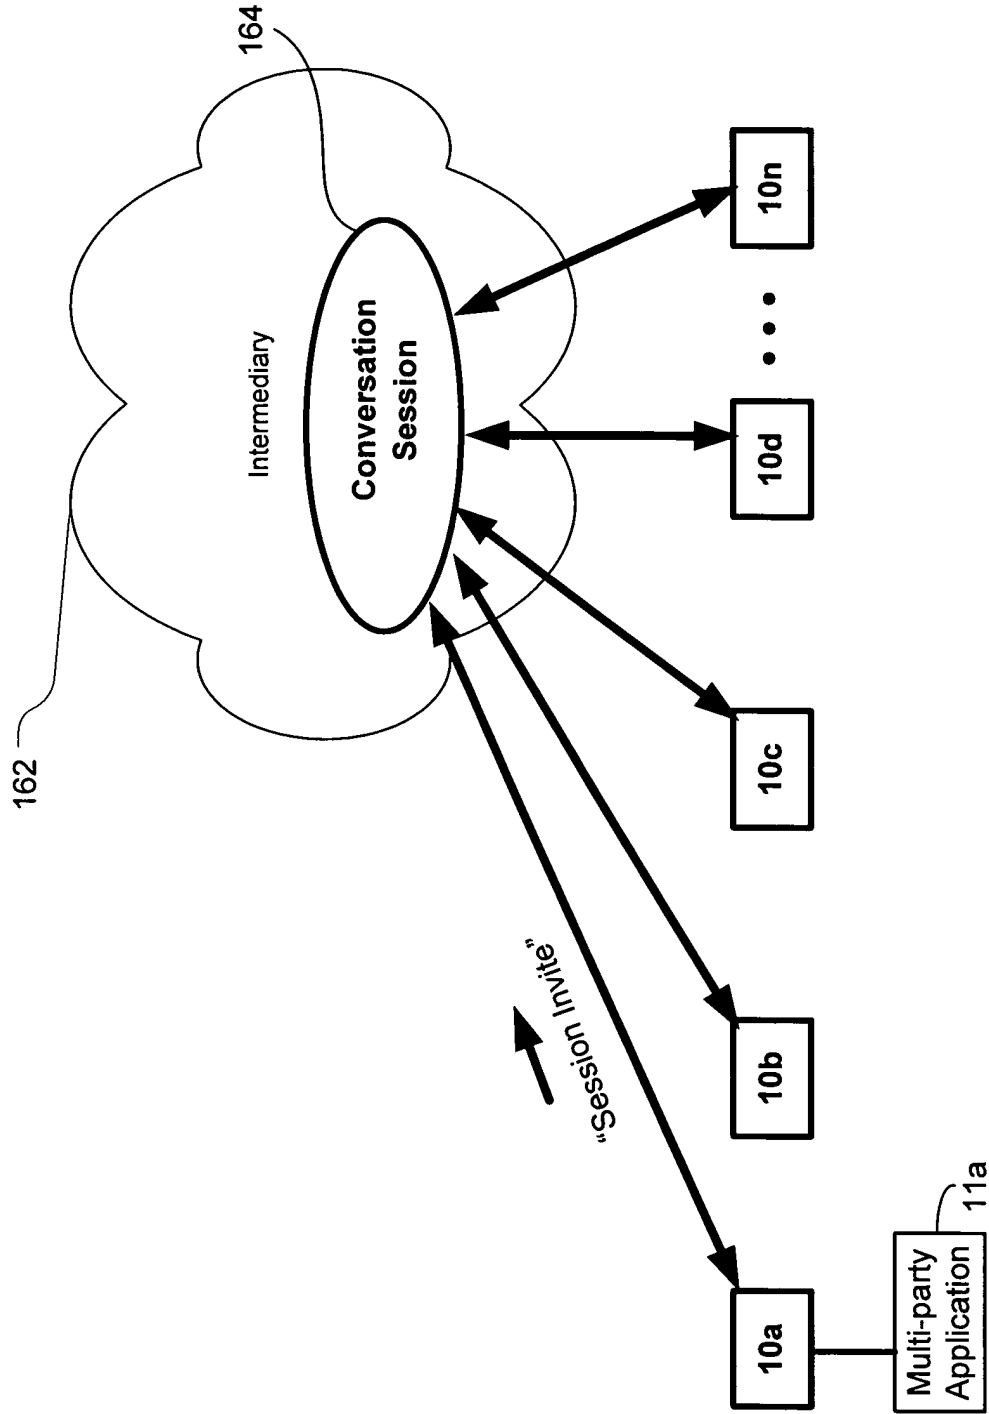 162
164
Intermediary
Conversation
Session
“Session Invite”
10a
10b
10c
10d
10n
Multi-party
Application
11a